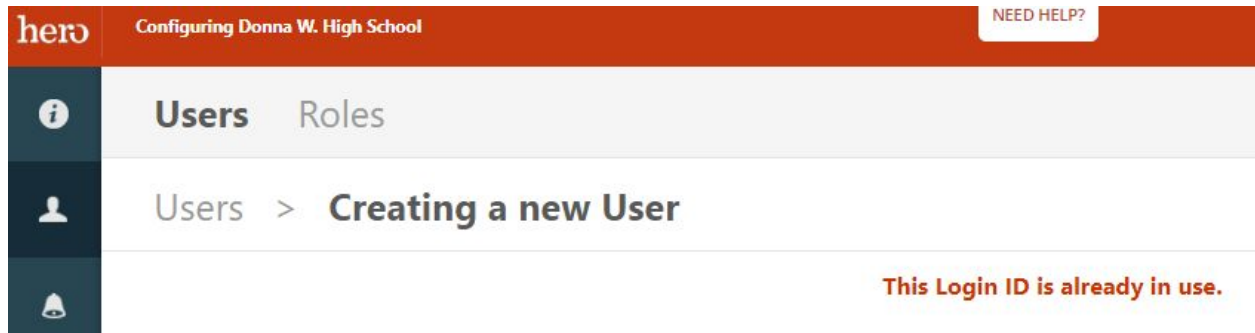 hero
Configuring Donna W. High School
NEED HELP?
Users Roles
Users > Creating a new User
This Login ID is already in use.